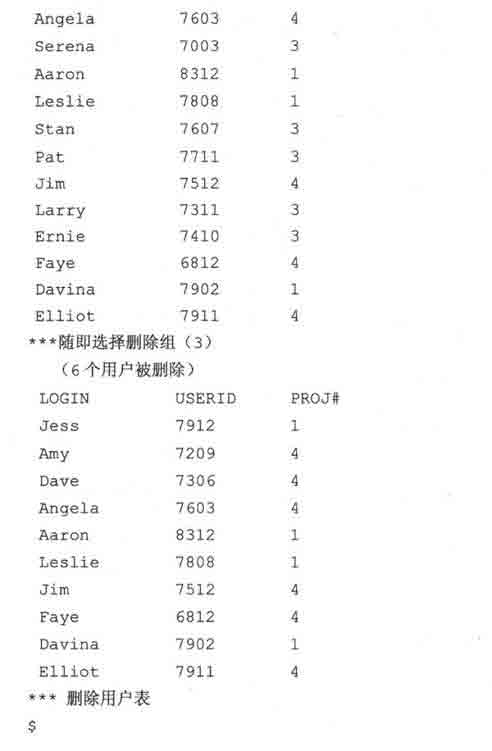 Angela 7603 4
Serena 7003 3
Aaron 8312 1
Leslie 7808 1
Stan 7607 3
Pat 7711 3
Jim 7512 4
Larry 7311 3
Ernie 7410 3
Faye 6812 4
Davina 7902 1
Elliot 7911 4
***随即选择删除组（3）
（6个用户被删除）
LOGIN USERID PROJ#
Jess 7912 1
Amy 7209 4
Dave 7306 4
Angela 7603 4
Aaron 8312 1
Leslie 7808 1
Jim 7512 4
Faye 6812 4
Davina 7902 1
Elliot 7911 4
*** 删除用户表
$